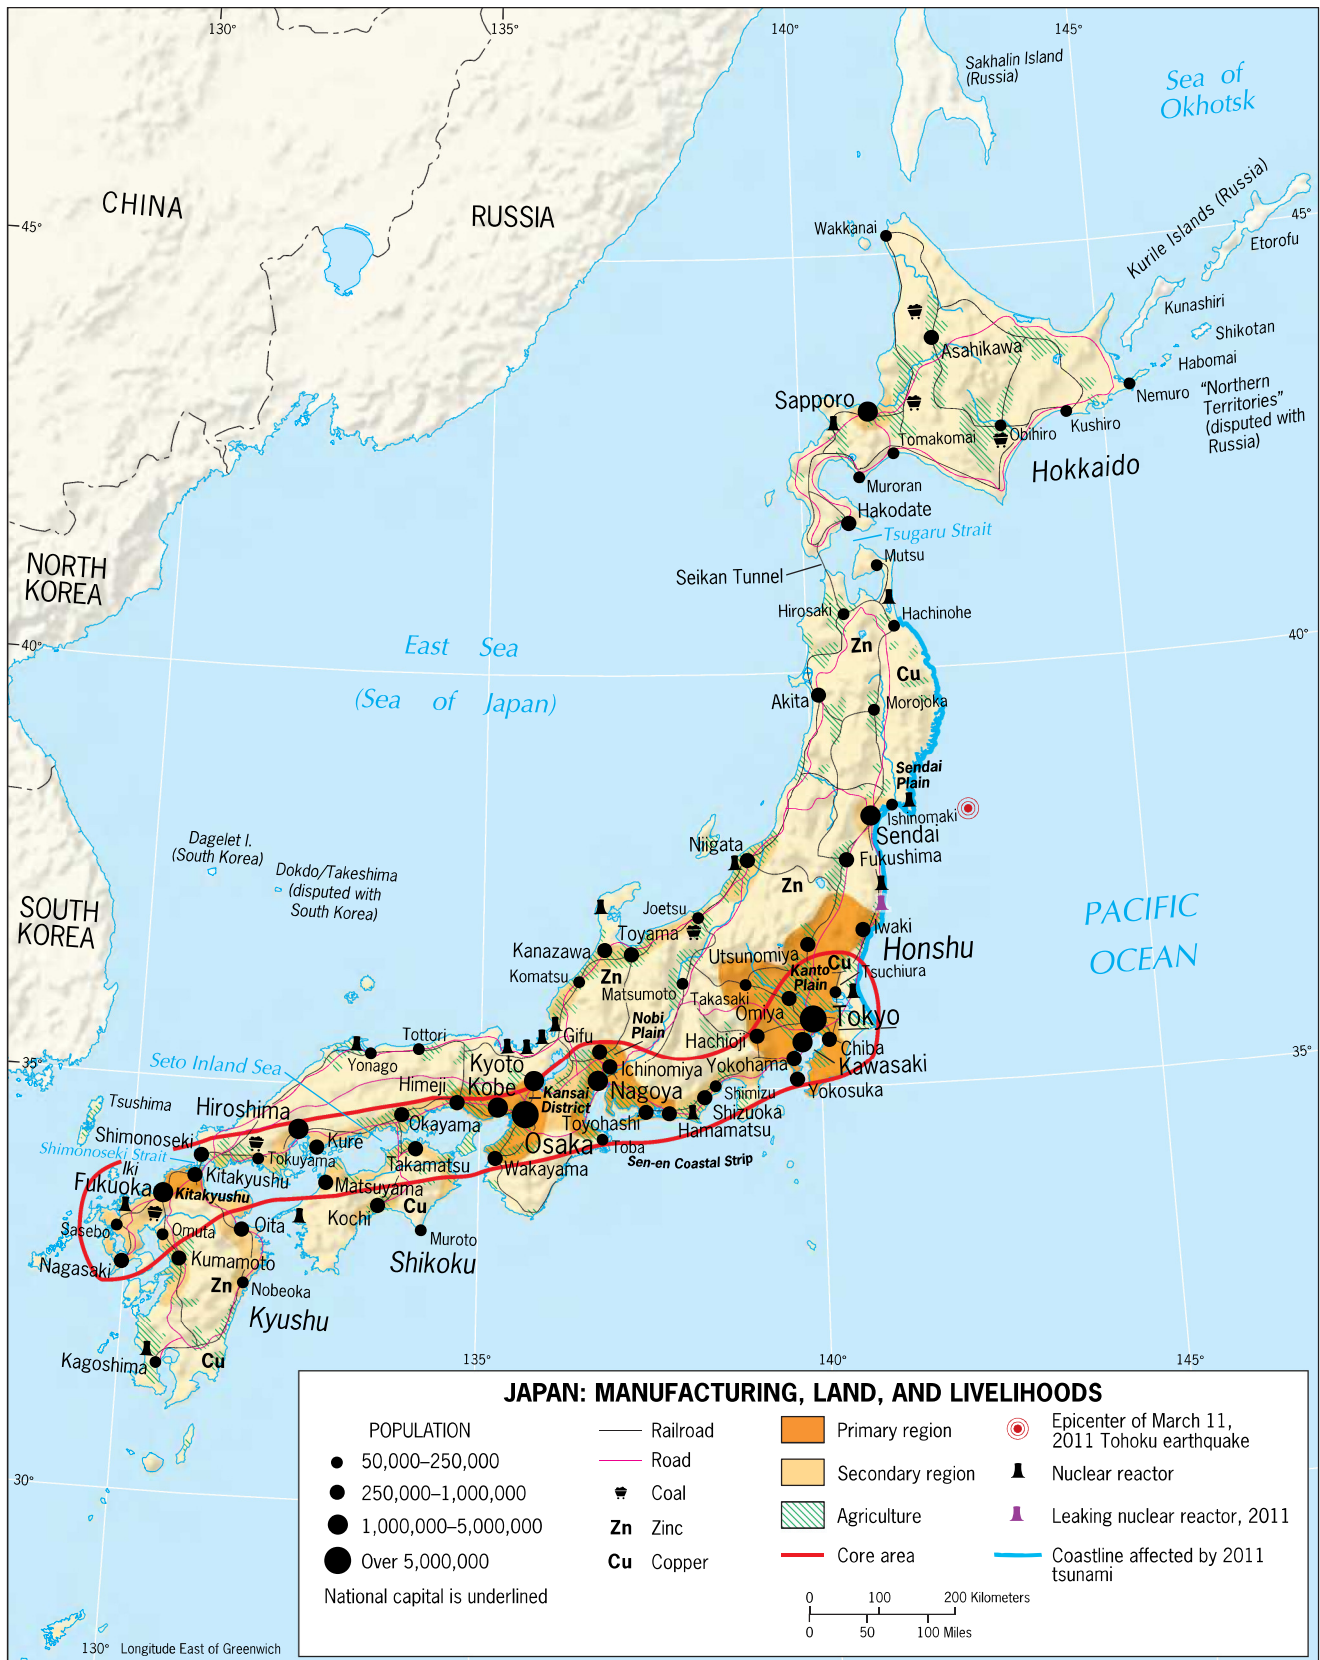 130°
135°
140°
145°
Sakhalin Island
(Russia)
Sea of
Okhotsk
CHINA
RUSSIA
45°
45°
Kurile Islands (Russia)
Wakkanai
Etorofu
Kunashiri
Shikotan
Habomai
Asahikawa
Nemuro
"Northern
Territories"
(disputed with
Russia)
Sapporo
Kushiro
Obihiro
Tomakomai
Hokkaido
Muroran
Hakodate
Tsugaru Strait
NORTH
KOREA
Seikan Tunnel
Mutsu
Hirosaki
Hachinohe
40°
40°
East Sea
(Sea of Japan)
Zn
Cu
Akita
Morojoka
Sendai
Plain
Ishinomaki
Sendai
Dagelet I.
(South Korea)
Dokdo/Takeshima
(disputed with
South Korea)
Niigata
Fukushima
Zn
SOUTH
KOREA
PACIFIC
OCEAN
Joetsu
Toyama
Iwaki
Honshu
Kanazawa
Utsunomiya
Cu
Komatsu
Zn
Kanto
Plain
Tsuchiura
Matsumoto
Takasaki
Omiya
Tokyo
Nobi
Plain
Gifu
Hachioji
Chiba
35°
35°
Tottori
Yonago
Seto Inland Sea
Kyoto
Ichinomiya
Yokohama
Kawasaki
Himeji
Kobe
Kansai
District
Nagoya
Shimizu
Yokosuka
Tsushima
Hiroshima
Okayama
Toyohashi
Shizuoka
Hamamatsu
Shimonoseki
Kure
Osaka
Toba
Shimonoseki Strait
Tokuyama
Takamatsu
Wakayama
Sen-en Coastal Strip
Iki
Kitakyushu
Fukuoka
Kitakyushu
Matsuyama
Sasebo
Omuta
Oita
Kochi
Cu
Muroto
Nagasaki
Kumamoto
Shikoku
Zn
Nobeoka
Kyushu
Kagoshima
Cu
135°
140°
145°
30°
130°
Longitude East of Greenwich
JAPAN: MANUFACTURING, LAND, AND LIVELIHOODS
POPULATION
50,000–250,000
250,000–1,000,000
1,000,000–5,000,000
Over 5,000,000
National capital is underlined
Railroad
Road
Coal
Zn Zinc
Cu Copper
Primary region
Secondary region
Agriculture
Core area
Epicenter of March 11,
2011 Tohoku earthquake
Nuclear reactor
Leaking nuclear reactor, 2011
Coastline affected by 2011
tsunami
0 100 200 Kilometers
0 50 100 Miles